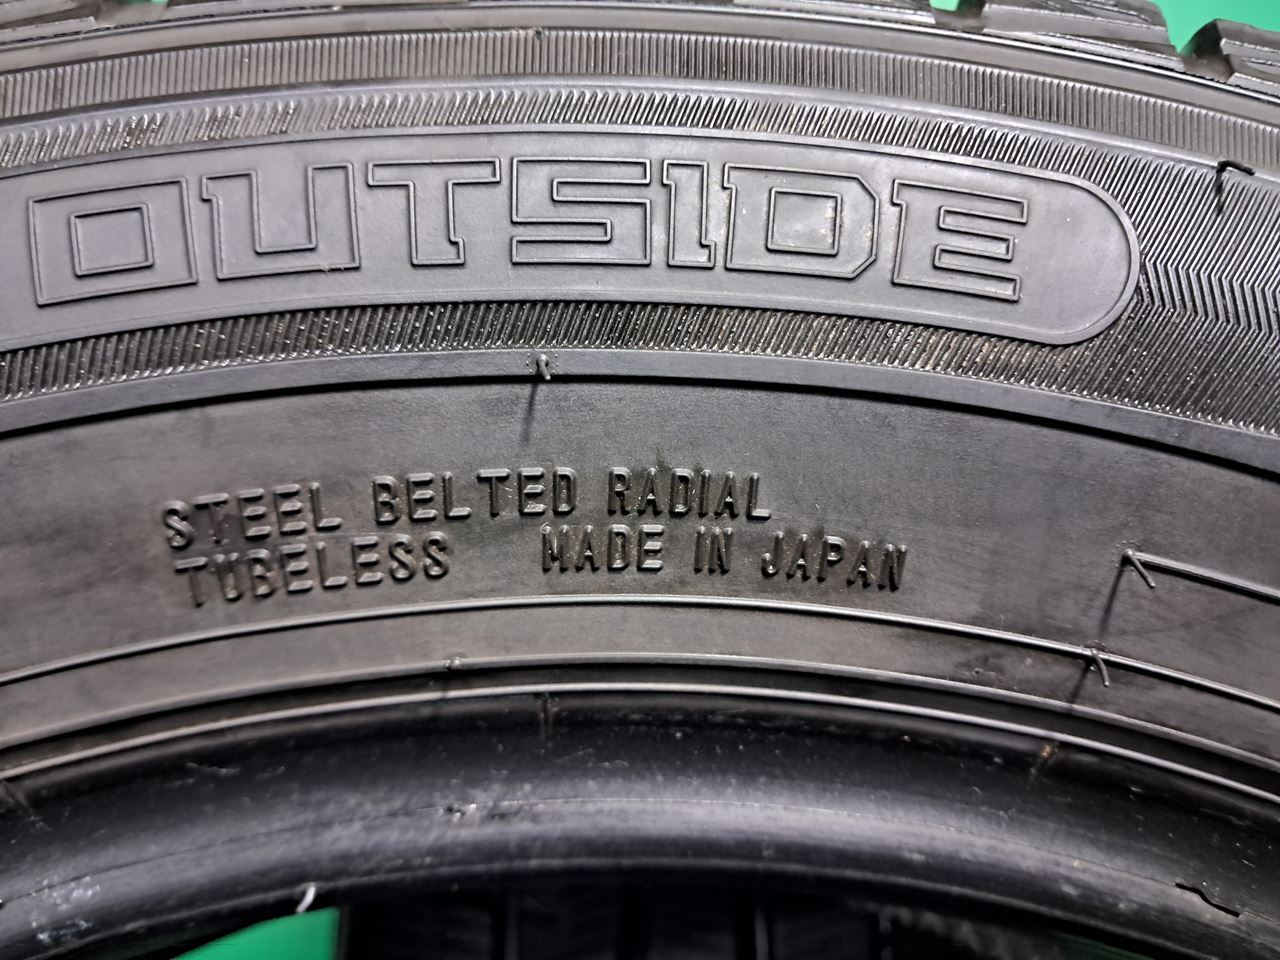 OUTSIDE
STEEL BELTED RADIAL
TUBELESS MADE IN JAPAN